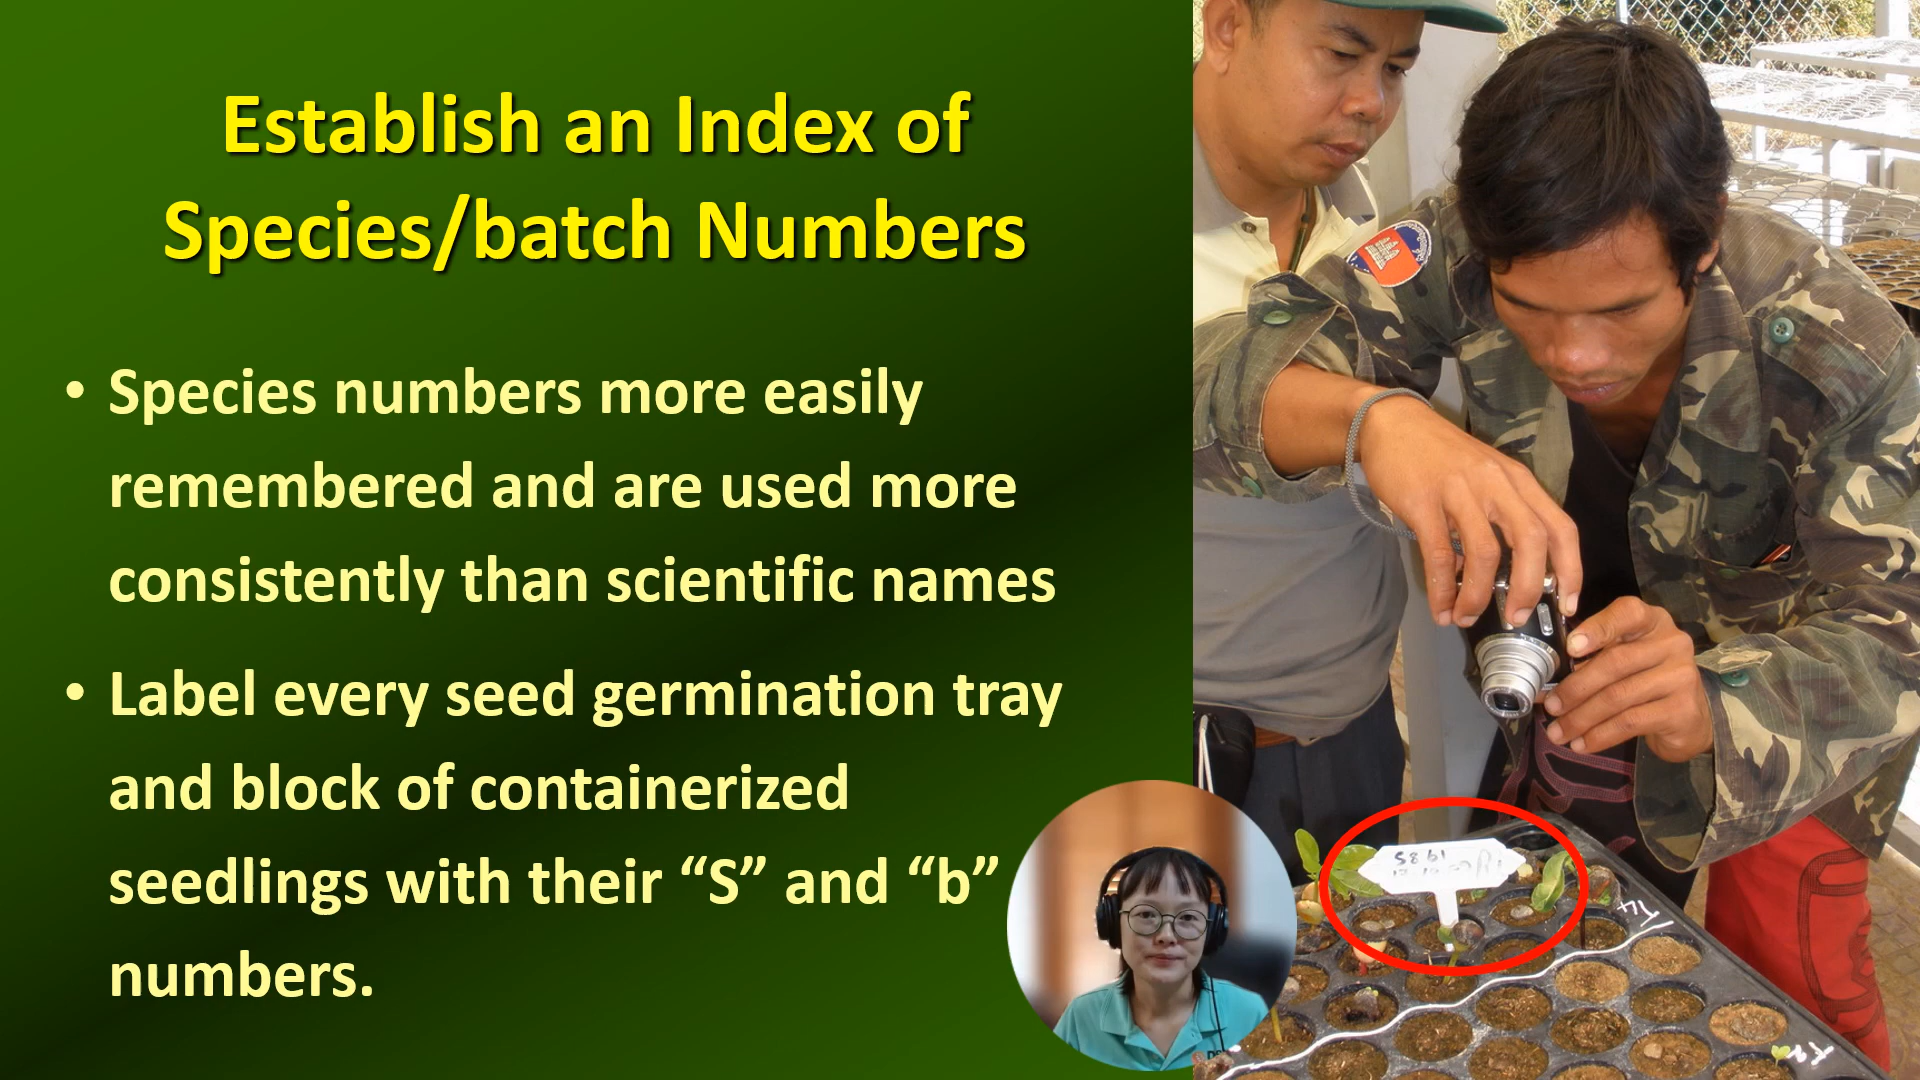 Establish an Index of
Species/batch Numbers
• Species numbers more easily
remembered and are used more
consistently than scientific names
• Label every seed germination tray
and block of containerized
seedlings with their “S” and “b”
numbers.